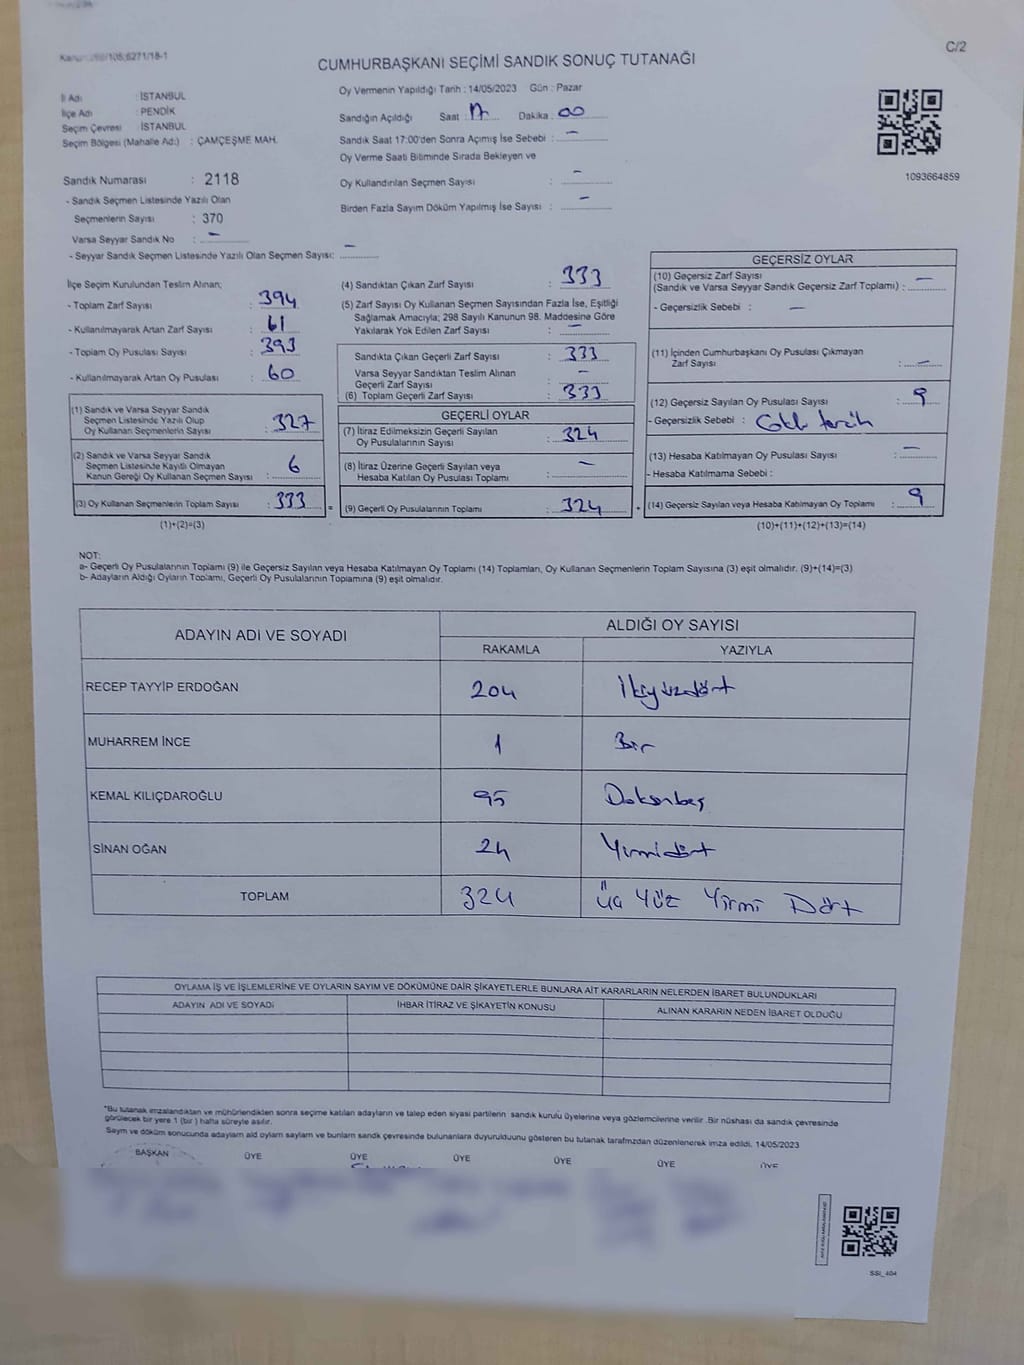 C/2
CUMHURBAŞKANI SEÇİMİ SANDIK SONUÇ TUTANAĞI
İl Adı : İSTANBUL
İlçe Adı : PENDİK
Seçim Çevresi : İSTANBUL
Seçim Bölgesi (Mahalle Ad.) : ÇAMÇEŞME MAH.
Oy Vermenin Yapıldığı Tarih : 14/05/2023 Gün : Pazar
Sandığın Açıldığı Saat : 17 Dakika : 00
Sandık Saat 17:00'den Sonra Açımış İse Sebebi : —
Oy Verme Saati Bitiminde Sırada Bekleyen ve
Oy Kullandırılan Seçmen Sayısı : —
Birden Fazla Sayım Döküm Yapılmış İse Sayısı : —
1093664859
Sandık Numarası : 2118
- Sandık Seçmen Listesinde Yazılı Olan
Seçmenlerin Sayısı : 370
Varsa Seyyar Sandık No : —
- Seyyar Sandık Seçmen Listesinde Yazılı Olan Seçmen Sayısı: —
İlçe Seçim Kurulundan Teslim Alınan;
- Toplam Zarf Sayısı : 394
- Kullanılmayarak Artan Zarf Sayısı : 61
- Toplam Oy Pusulası Sayısı : 393
- Kullanılmayarak Artan Oy Pusulası : 60
(1) Sandık ve Varsa Seyyar Sandık
Seçmen Listesinde Yazılı Olup
Oy Kullanan Seçmenlerin Sayısı : 327
(2) Sandık ve Varsa Seyyar Sandık
Seçmen Listesinde Kayıtlı Olmayan
Kanun Gereği Oy Kullanan Seçmen Sayısı : 6
(3) Oy Kullanan Seçmenlerin Toplam Sayısı : 333
(1)+(2)=(3)
(4) Sandıktan Çıkan Zarf Sayısı : 333
(5) Zarf Sayısı Oy Kullanan Seçmen Sayısından Fazla İse, Eşitliği
Sağlamak Amacıyla; 298 Sayılı Kanunun 98. Maddesine Göre
Yakılarak Yok Edilen Zarf Sayısı : —
Sandıkta Çıkan Geçerli Zarf Sayısı : 333
Varsa Seyyar Sandıktan Teslim Alınan
Geçerli Zarf Sayısı : —
(6) Toplam Geçerli Zarf Sayısı : 333
GEÇERLİ OYLAR
(7) İtiraz Edilmeksizin Geçerli Sayılan
Oy Pusulalarının Sayısı : 324
(8) İtiraz Üzerine Geçerli Sayılan veya
Hesaba Katılan Oy Pusulası Toplamı : —
(9) Geçerli Oy Pusulalarının Toplamı : 324
GEÇERSİZ OYLAR
(10) Geçersiz Zarf Sayısı
(Sandık ve Varsa Seyyar Sandık Geçersiz Zarf Toplamı) : —
- Geçersizlik Sebebi : —
(11) İçinden Cumhurbaşkanı Oy Pusulası Çıkmayan
Zarf Sayısı : —
(12) Geçersiz Sayılan Oy Pusulası Sayısı : 9
- Geçersizlik Sebebi :
(13) Hesaba Katılmayan Oy Pusulası Sayısı : —
- Hesaba Katılmama Sebebi :
(14) Geçersiz Sayılan veya Hesaba Katılmayan Oy Toplamı : 9
(10)+(11)+(12)+(13)=(14)
NOT:
a- Geçerli Oy Pusulalarının Toplamı (9) ile Geçersiz Sayılan veya Hesaba Katılmayan Oy Toplamı (14) Toplamları, Oy Kullanan Seçmenlerin Toplam Sayısına (3) eşit olmalıdır. (9)+(14)=(3)
b- Adayların Aldığı Oyların Toplamı, Geçerli Oy Pusulalarının Toplamına (9) eşit olmalıdır.
ADAYIN ADI VE SOYADI ALDIĞI OY SAYISI
RAKAMLA YAZIYLA
RECEP TAYYİP ERDOĞAN 204 İkiyüzdört
MUHARREM İNCE 1 Bir
KEMAL KILIÇDAROĞLU 95 Doksanbeş
SİNAN OĞAN 24 Yirmidört
TOPLAM 324 Üç Yüz Yirmi Dört
OYLAMA İŞ VE İŞLEMLERİNE VE OYLARIN SAYIM VE DÖKÜMÜNE DAİR ŞİKAYETLERLE BUNLARA AİT KARARLARIN NELERDEN İBARET BULUNDUKLARI
ADAYIN ADI VE SOYADI İHBAR İTİRAZ VE ŞİKAYETİN KONUSU ALINAN KARARIN NEDEN İBARET OLDUĞU
*Bu tutanak imzalandıktan ve mühürlendikten sonra seçime katılan adayların ve talep eden siyasi partilerin sandık kurulu üyelerine veya gözlemcilerine verilir. Bir nüshası da sandık çevresinde
görülecek bir yere 1 (bir) hafta süreyle asılır.
Sayım ve döküm sonucunda adayların ald oyların sayların ve bunların sandık çevresinde bulunanlara duyurulduunu gösteren bu tutanak tarafmzdan düzenlenerek imza edildi. 14/05/2023
BAŞKAN ÜYE ÜYE ÜYE ÜYE ÜYE ÜYE
SSI_404